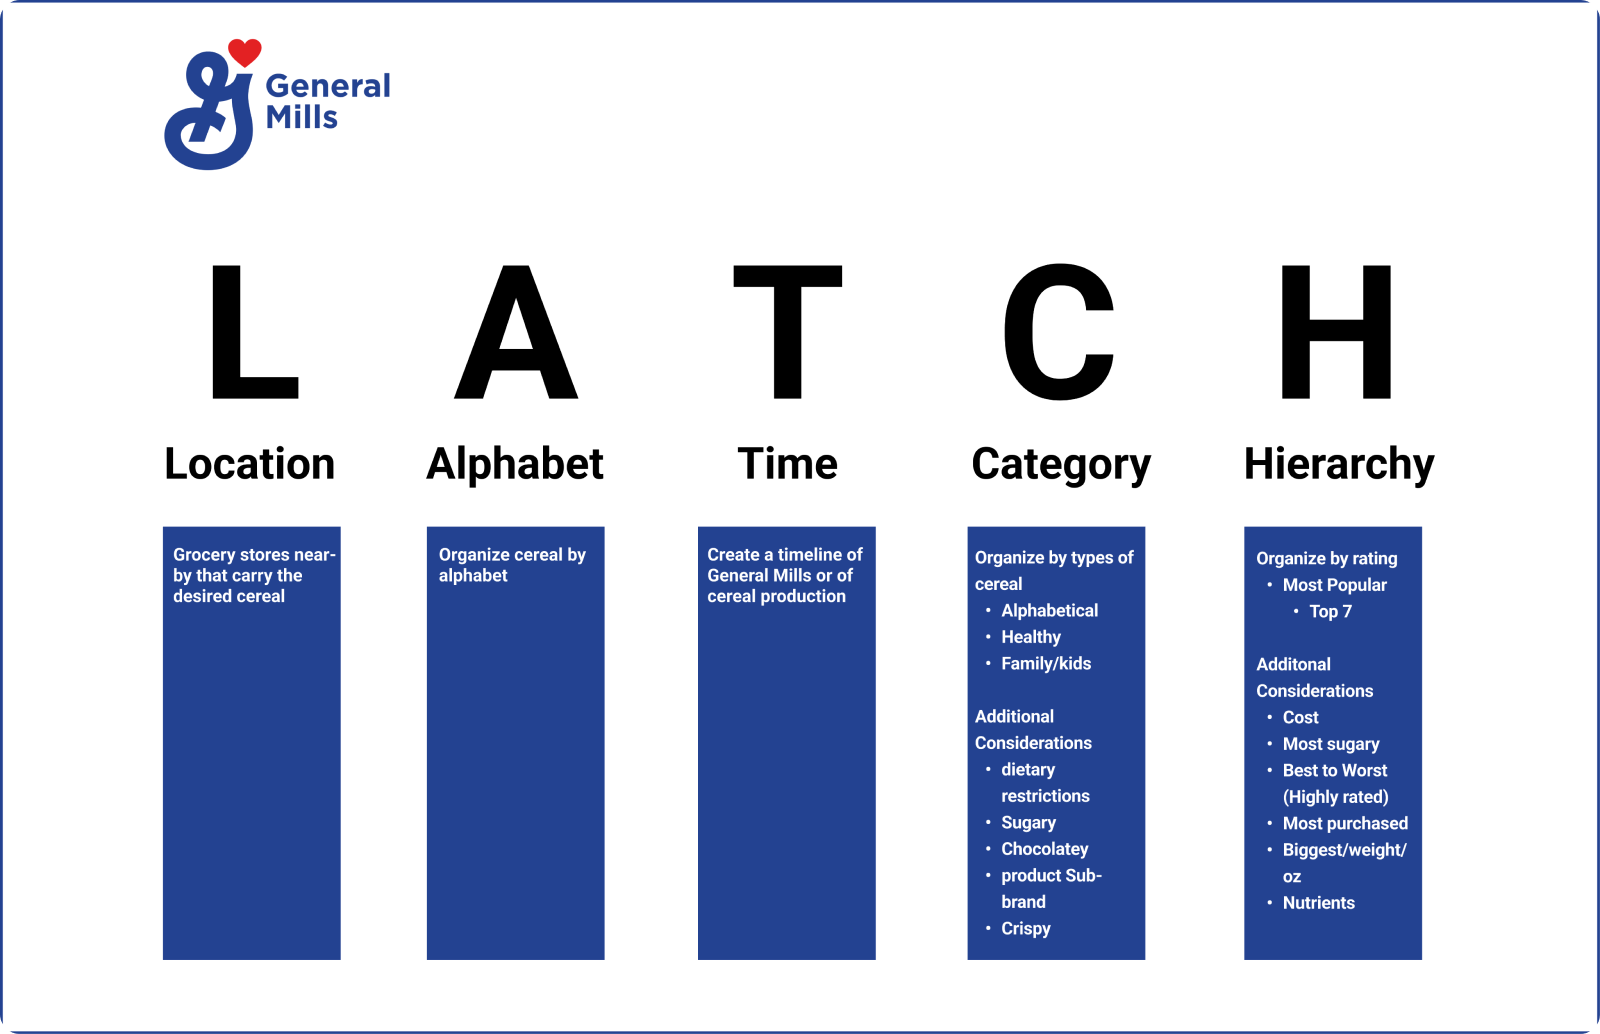 General
Mills
L A T C H
Location Alphabet Time Category Hierarchy
Grocery stores near-
by that carry the
desired cereal
Organize cereal by
alphabet
Create a timeline of
General Mills or of
cereal production
Organize by types of
cereal
• Alphabetical
• Healthy
• Family/kids
Additional
Considerations
• dietary
restrictions
• Sugary
• Chocolatey
• product Sub-
brand
• Crispy
Organize by rating
• Most Popular
• Top 7
Additonal
Considerations
• Cost
• Most sugary
• Best to Worst
(Highly rated)
• Most purchased
• Biggest/weight/
oz
• Nutrients